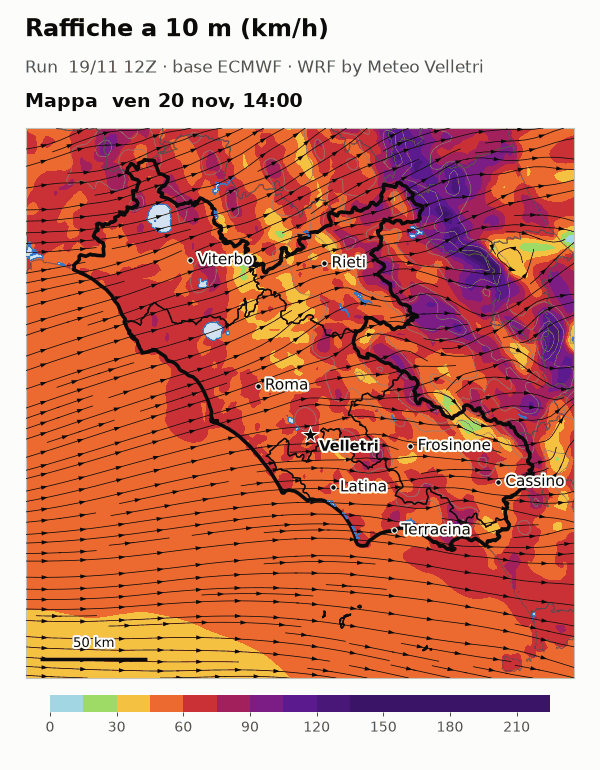 Raffiche a 10 m (km/h)
Run  19/11 12Z · base ECMWF · WRF by Meteo Velletri
Mappa  ven 20 nov, 14:00
Viterbo
Rieti
Roma
Velletri
Frosinone
Cassino
Latina
Terracina
50 km
0 30 60 90 120 150 180 210